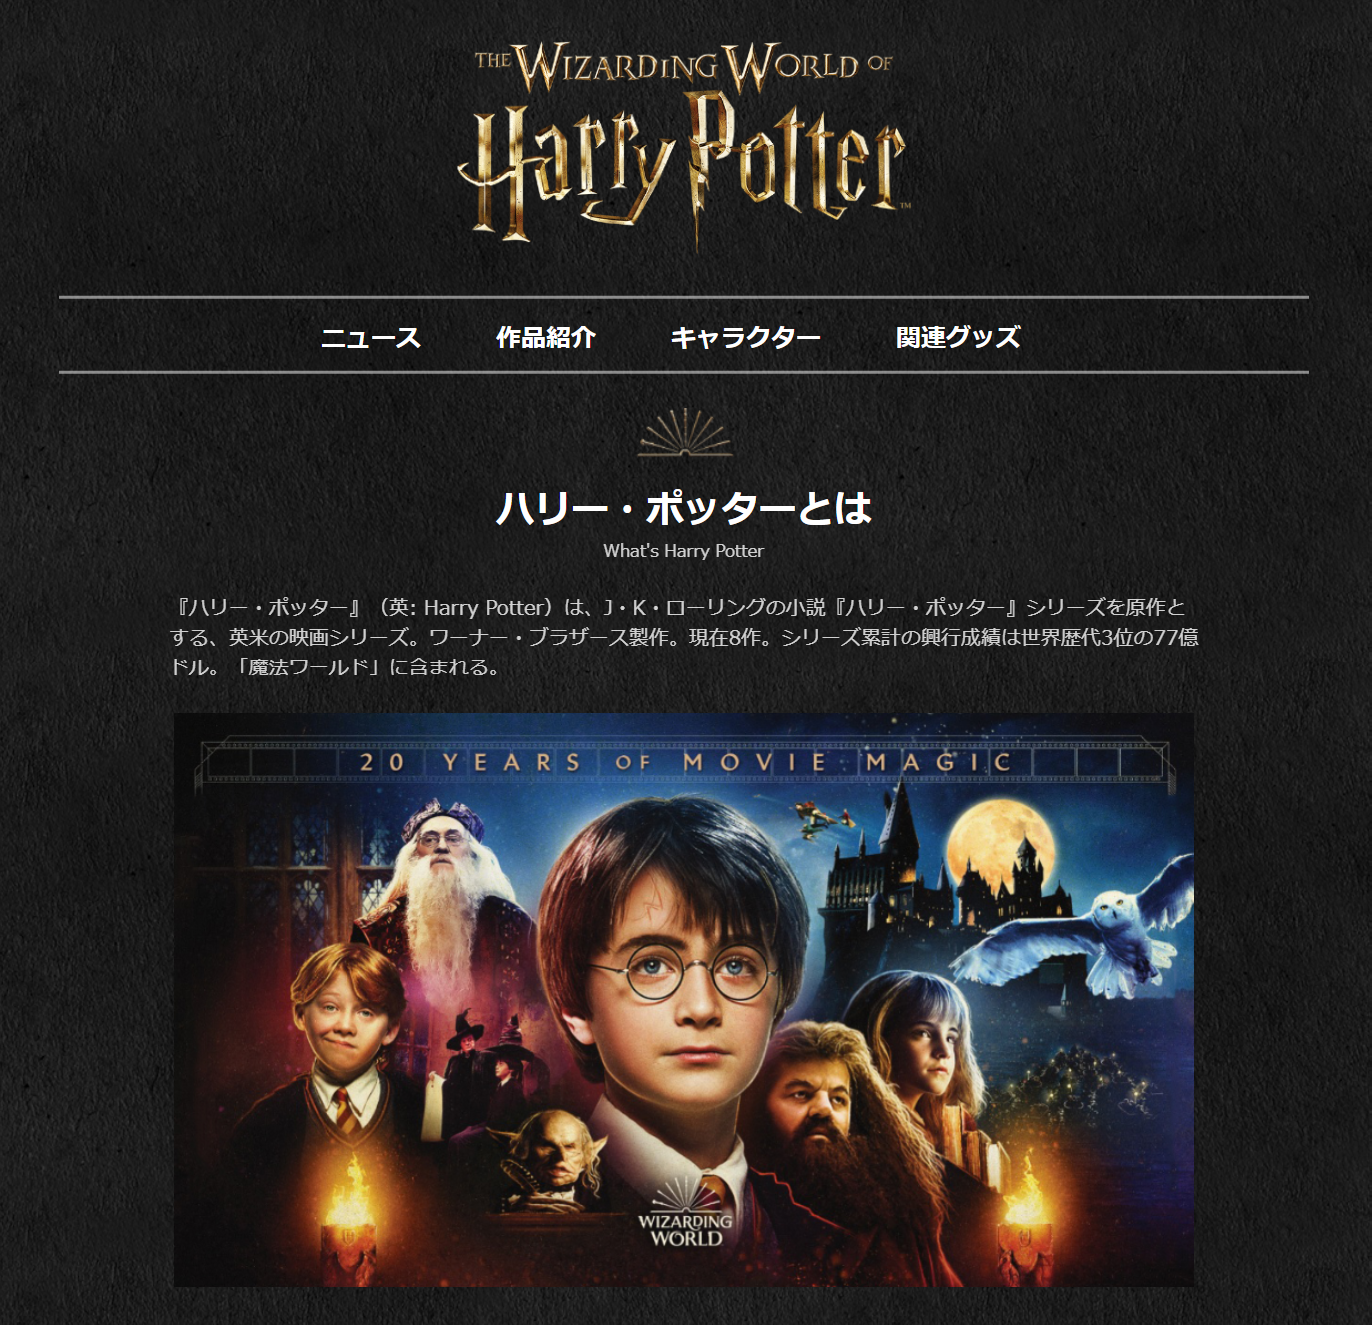 THE WIZARDING WORLD OF
Harry Potter™
ニュース 作品紹介 キャラクター 関連グッズ
ハリー・ポッターとは
What's Harry Potter
『ハリー・ポッター』（英: Harry Potter）は、J・K・ローリングの小説『ハリー・ポッター』シリーズを原作と
する、英米の映画シリーズ。ワーナー・ブラザース製作。現在8作。シリーズ累計の興行成績は世界歴代3位の77億
ドル。「魔法ワールド」に含まれる。
20 YEARS OF MOVIE MAGIC
WIZARDING
WORLD